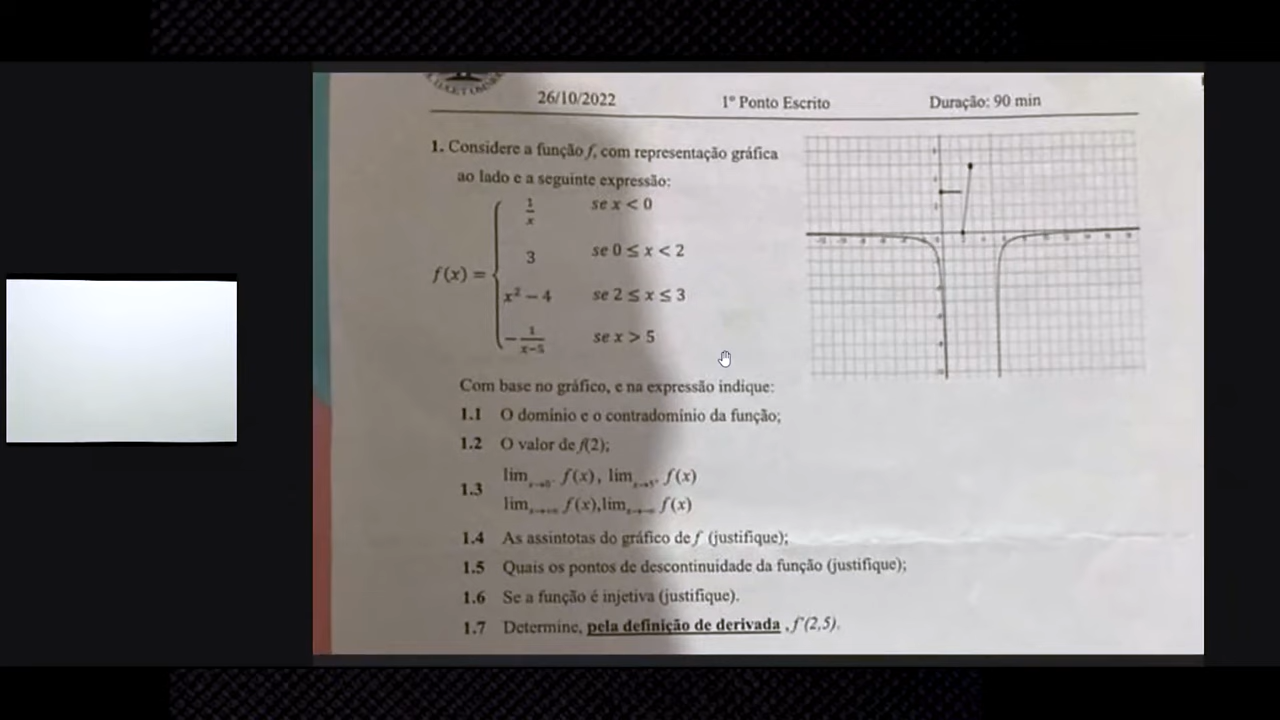 26/10/2022 1º Ponto Escrito Duração: 90 min
1. Considere a função f, com representação gráfica
ao lado e a seguinte expressão:
f(x) = { 1/x se x < 0
3 se 0 ≤ x < 2
x² − 4 se 2 ≤ x ≤ 3
− 1/(x−5) se x > 5
Com base no gráfico, e na expressão indique:
1.1 O domínio e o contradomínio da função;
1.2 O valor de f(2);
1.3 lim f(x), lim f(x)
lim f(x), lim f(x)
1.4 As assintotas do gráfico de f (justifique);
1.5 Quais os pontos de descontinuidade da função (justifique);
1.6 Se a função é injetiva (justifique).
1.7 Determine, pela definição de derivada , f'(2,5).